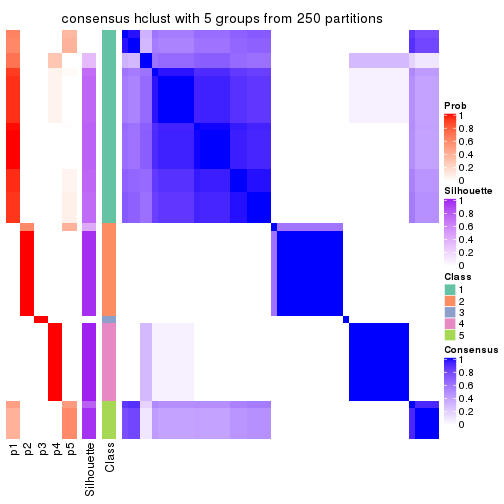 consensus hclust with 5 groups from 250 partitions
Prob
1
0.8
0.6
0.4
0.2
0
Silhouette
1
0.8
0.6
0.4
0.2
0
Class
1
2
3
4
5
Consensus
1
0.8
0.6
0.4
0.2
0
p1
p2
p3
p4
p5
Silhouette
Class